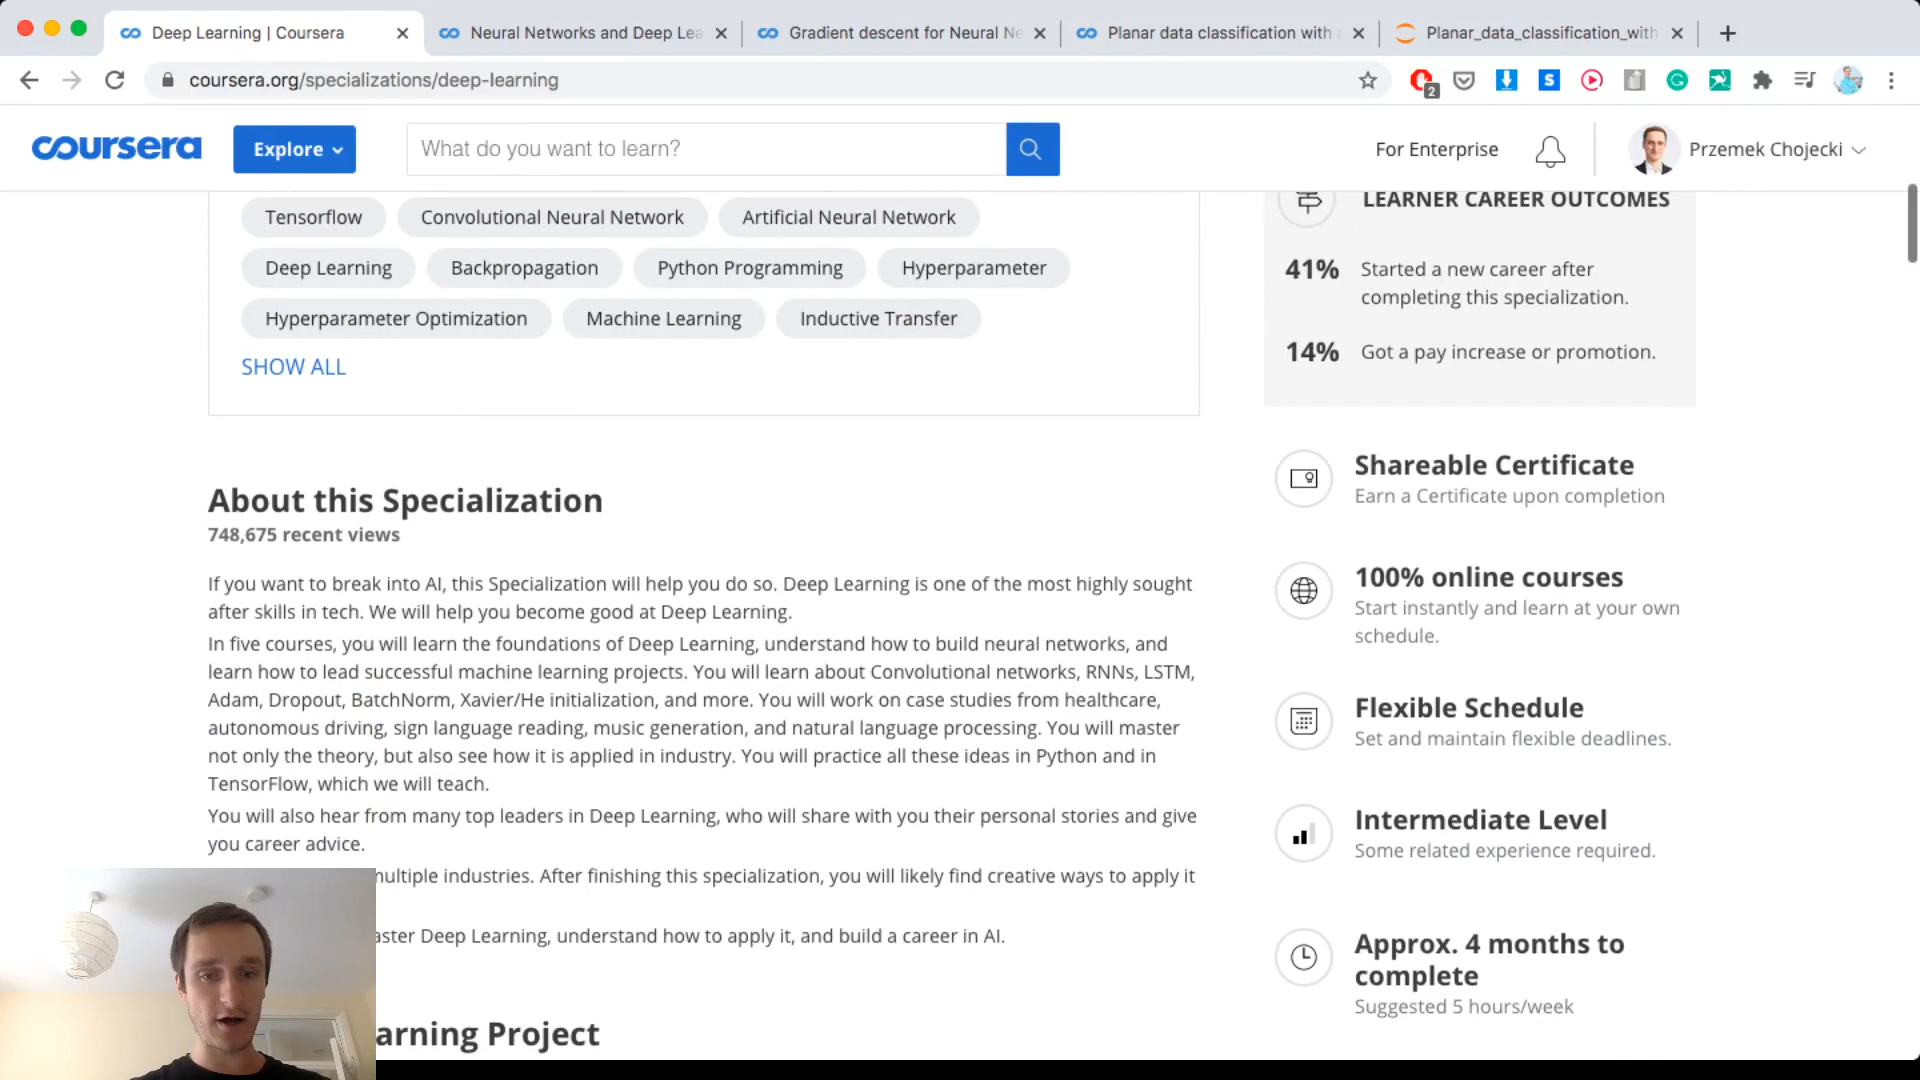 Deep Learning | Coursera
Neural Networks and Deep Lea
Gradient descent for Neural Ne
Planar data classification with
Planar_data_classification_with
coursera.org/specializations/deep-learning
2
coursera
Explore
What do you want to learn?
For Enterprise
Przemek Chojecki
Tensorflow
Convolutional Neural Network
Artificial Neural Network
Deep Learning
Backpropagation
Python Programming
Hyperparameter
Hyperparameter Optimization
Machine Learning
Inductive Transfer
SHOW ALL
LEARNER CAREER OUTCOMES
41% Started a new career after
completing this specialization.
14% Got a pay increase or promotion.
About this Specialization
748,675 recent views
If you want to break into AI, this Specialization will help you do so. Deep Learning is one of the most highly sought
after skills in tech. We will help you become good at Deep Learning.
In five courses, you will learn the foundations of Deep Learning, understand how to build neural networks, and
learn how to lead successful machine learning projects. You will learn about Convolutional networks, RNNs, LSTM,
Adam, Dropout, BatchNorm, Xavier/He initialization, and more. You will work on case studies from healthcare,
autonomous driving, sign language reading, music generation, and natural language processing. You will master
not only the theory, but also see how it is applied in industry. You will practice all these ideas in Python and in
TensorFlow, which we will teach.
You will also hear from many top leaders in Deep Learning, who will share with you their personal stories and give
you career advice.
multiple industries. After finishing this specialization, you will likely find creative ways to apply it
aster Deep Learning, understand how to apply it, and build a career in AI.
arning Project
Shareable Certificate
Earn a Certificate upon completion
100% online courses
Start instantly and learn at your own
schedule.
Flexible Schedule
Set and maintain flexible deadlines.
Intermediate Level
Some related experience required.
Approx. 4 months to
complete
Suggested 5 hours/week